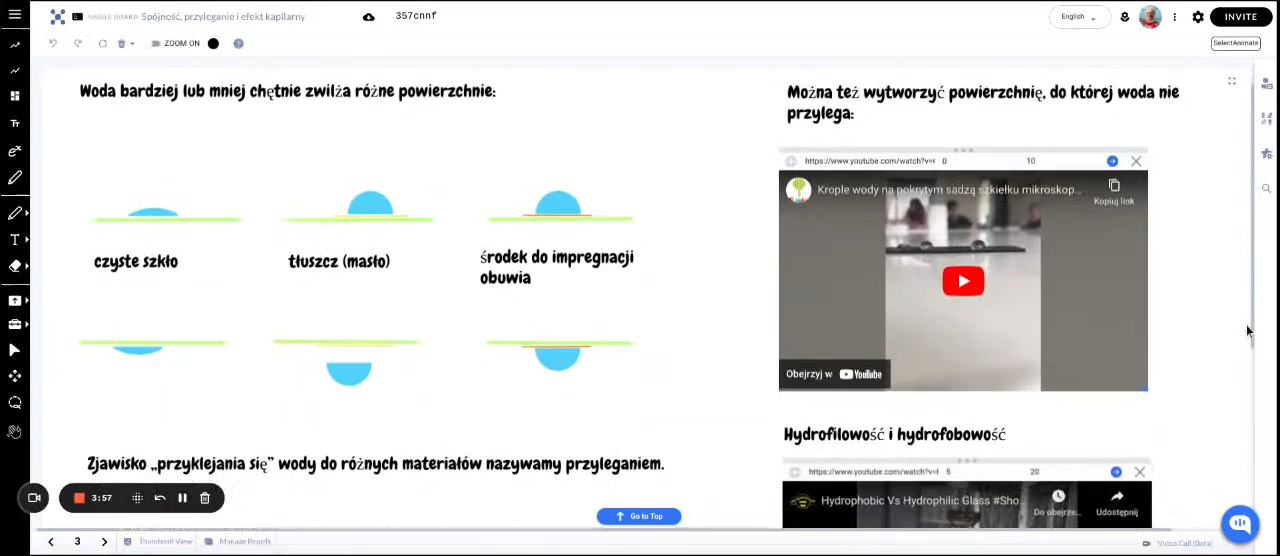 SINGLE BOARD: Spójność, przyleganie i efekt kapilarny
357cnnf
English
INVITE
ZOOM ON
SelectAnimate
Woda bardziej lub mniej chętnie zwilża różne powierzchnie:
czyste szkło
tłuszcz (masło)
środek do impregnacji
obuwia
Zjawisko „przyklejania się” wody do różnych materiałów nazywamy przyleganiem.
Można też wytworzyć powierzchnię, do której woda nie
przylega:
https://www.youtube.com/watch?v=
0
10
Krople wody na pokrytym sadzą szkiełku mikroskop...
Kopiuj link
Obejrzyj w YouTube
Hydrofilowość i hydrofobowość
https://www.youtube.com/watch?v=
5
20
Hydrophobic Vs Hydrophilic Glass #Sho...
Do obejrze...
Udostępnij
3:57
Go to Top
3
Thumbnail View
Manage Boards
Video Call (Beta)